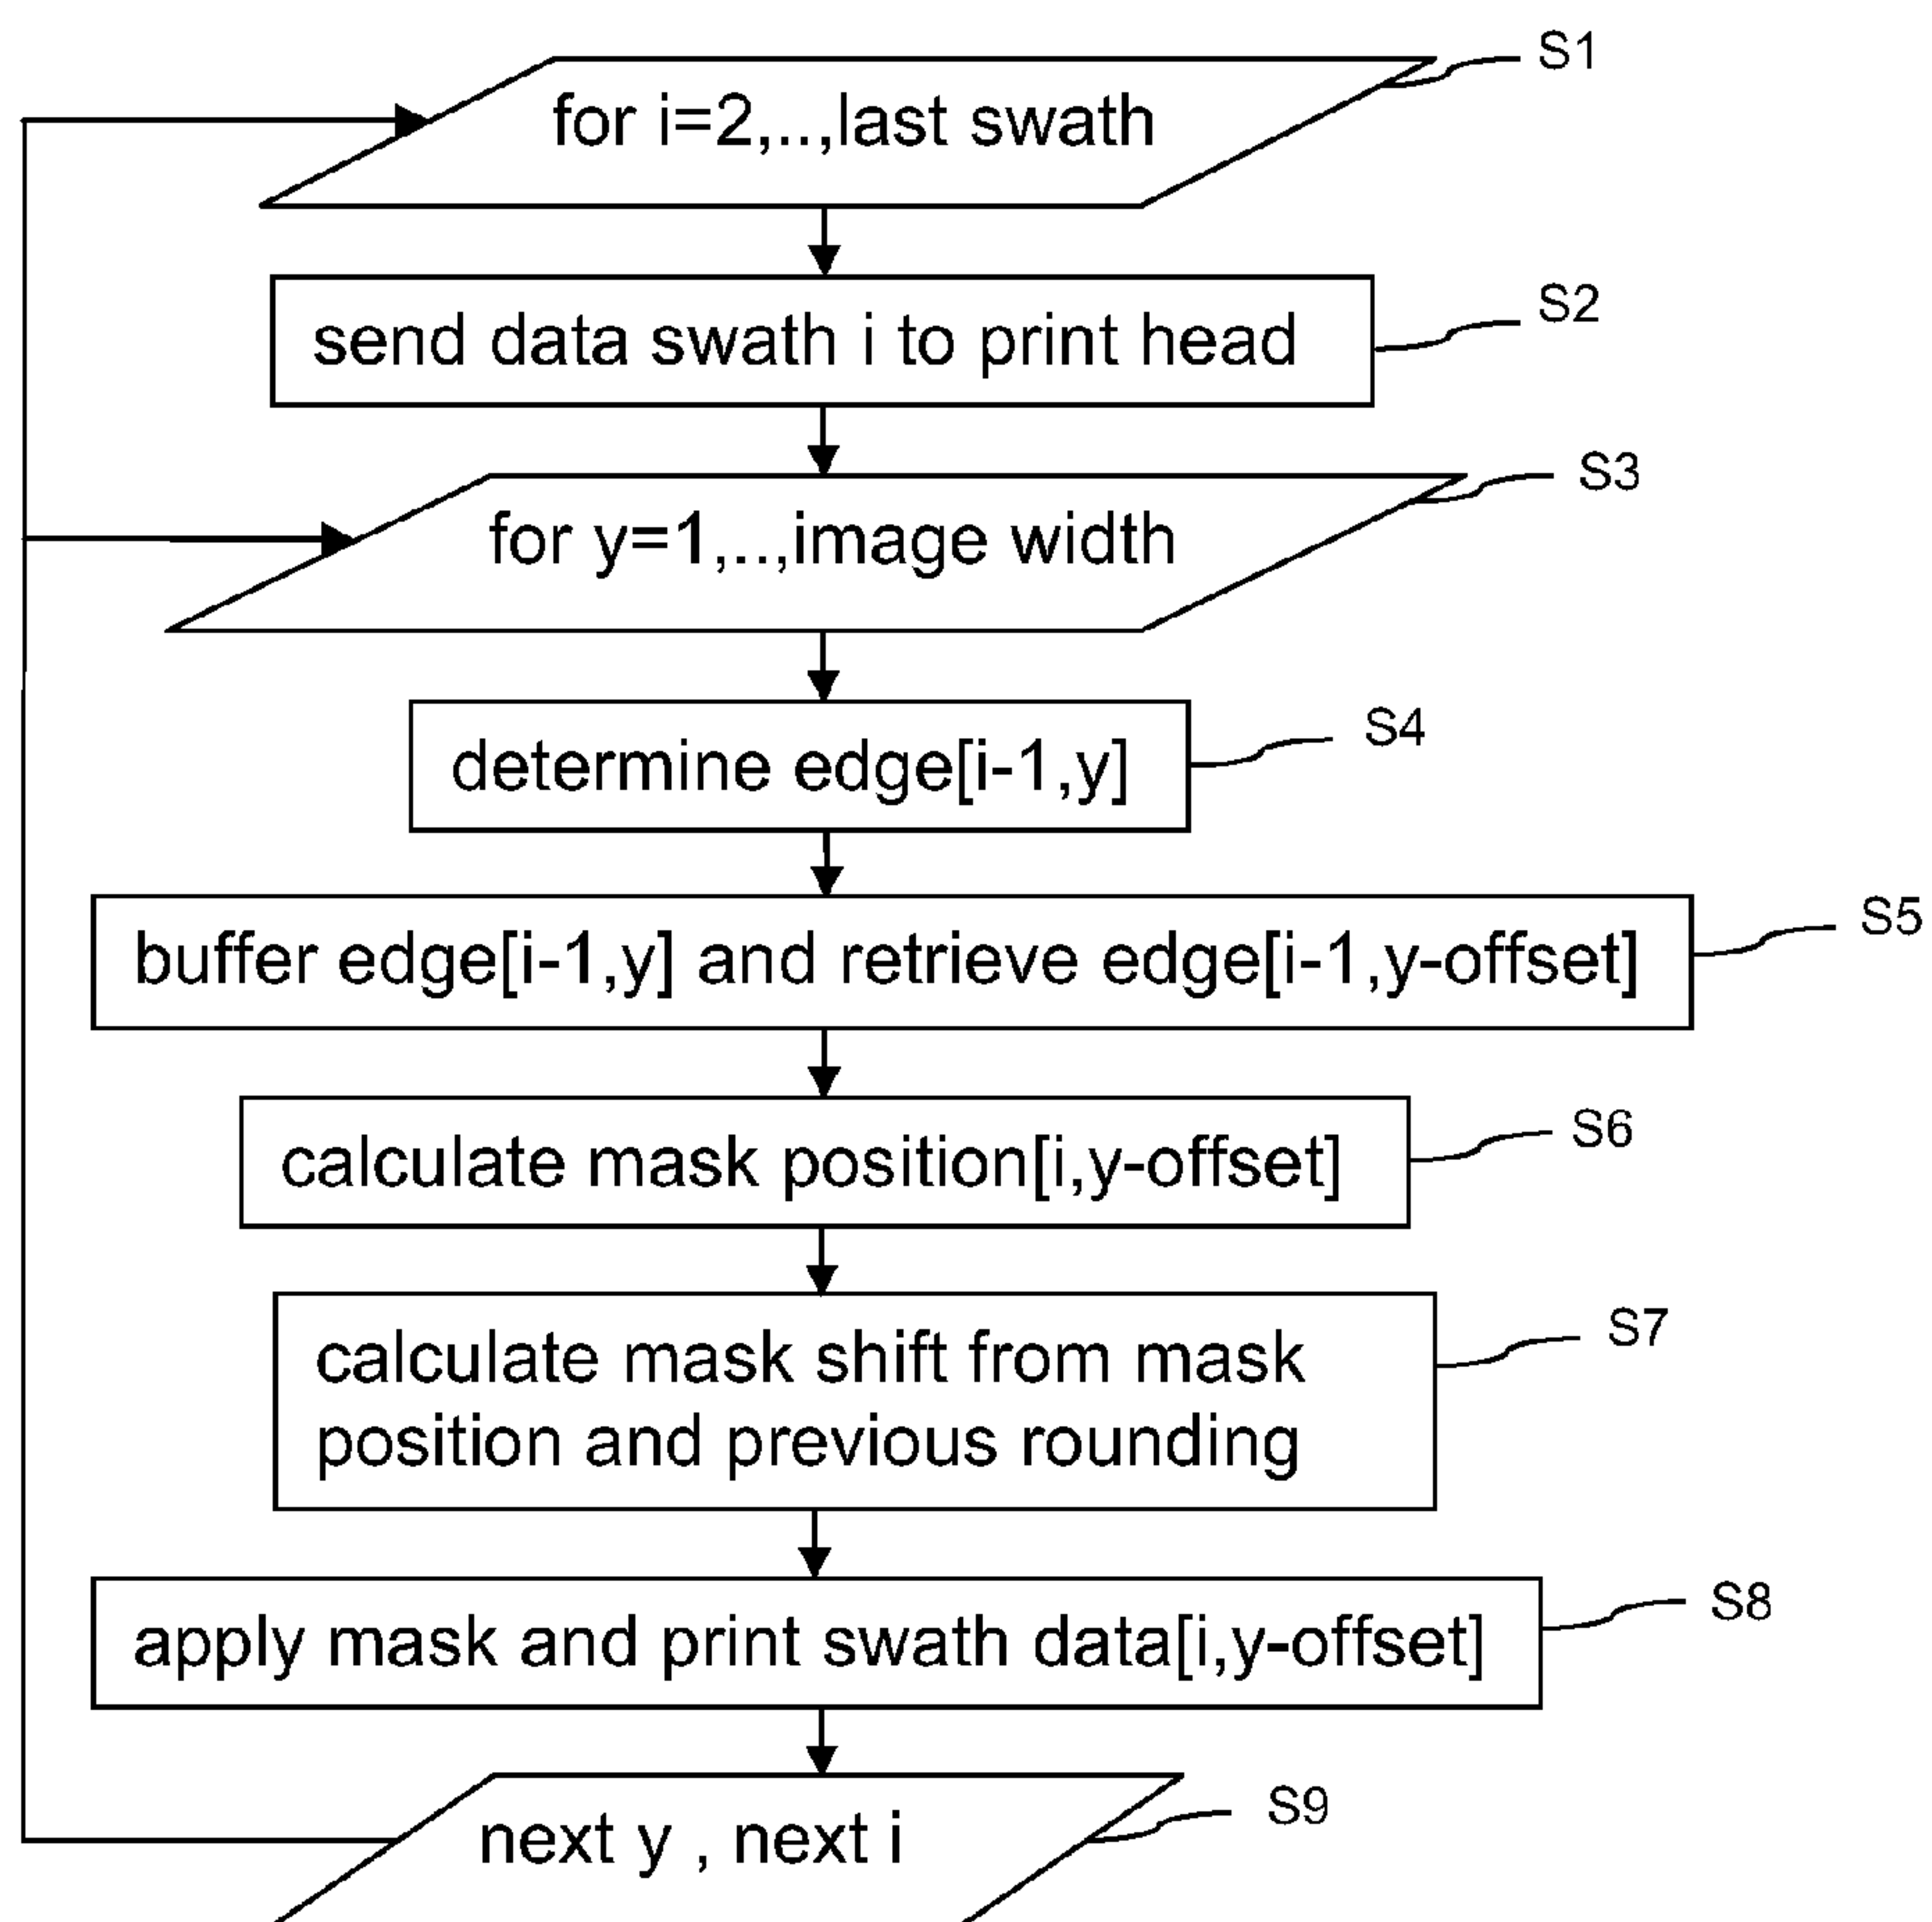 S1
for i=2,..,last swath
S2
send data swath i to print head
S3
for y=1,..,image width
S4
determine edge[i-1,y]
S5
buffer edge[i-1,y] and retrieve edge[i-1,y-offset]
S6
calculate mask position[i,y-offset]
S7
calculate mask shift from mask
position and previous rounding
S8
apply mask and print swath data[i,y-offset]
S9
next y , next i